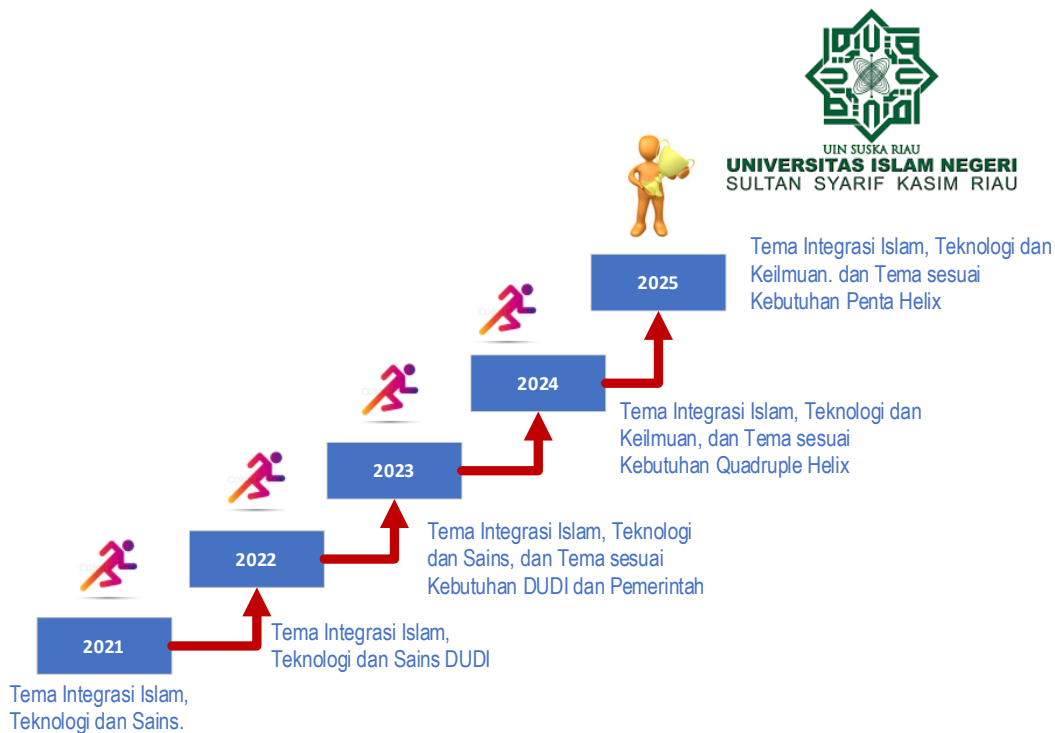 UIN SUSKA RIAU
UNIVERSITAS ISLAM NEGERI
SULTAN SYARIF KASIM RIAU
2025
Tema Integrasi Islam, Teknologi dan
Keilmuan. dan Tema sesuai
Kebutuhan Penta Helix
2024
Tema Integrasi Islam, Teknologi dan
Keilmuan, dan Tema sesuai
Kebutuhan Quadruple Helix
2023
Tema Integrasi Islam, Teknologi
dan Sains, dan Tema sesuai
Kebutuhan DUDI dan Pemerintah
2022
Tema Integrasi Islam,
Teknologi dan Sains DUDI
2021
Tema Integrasi Islam,
Teknologi dan Sains.